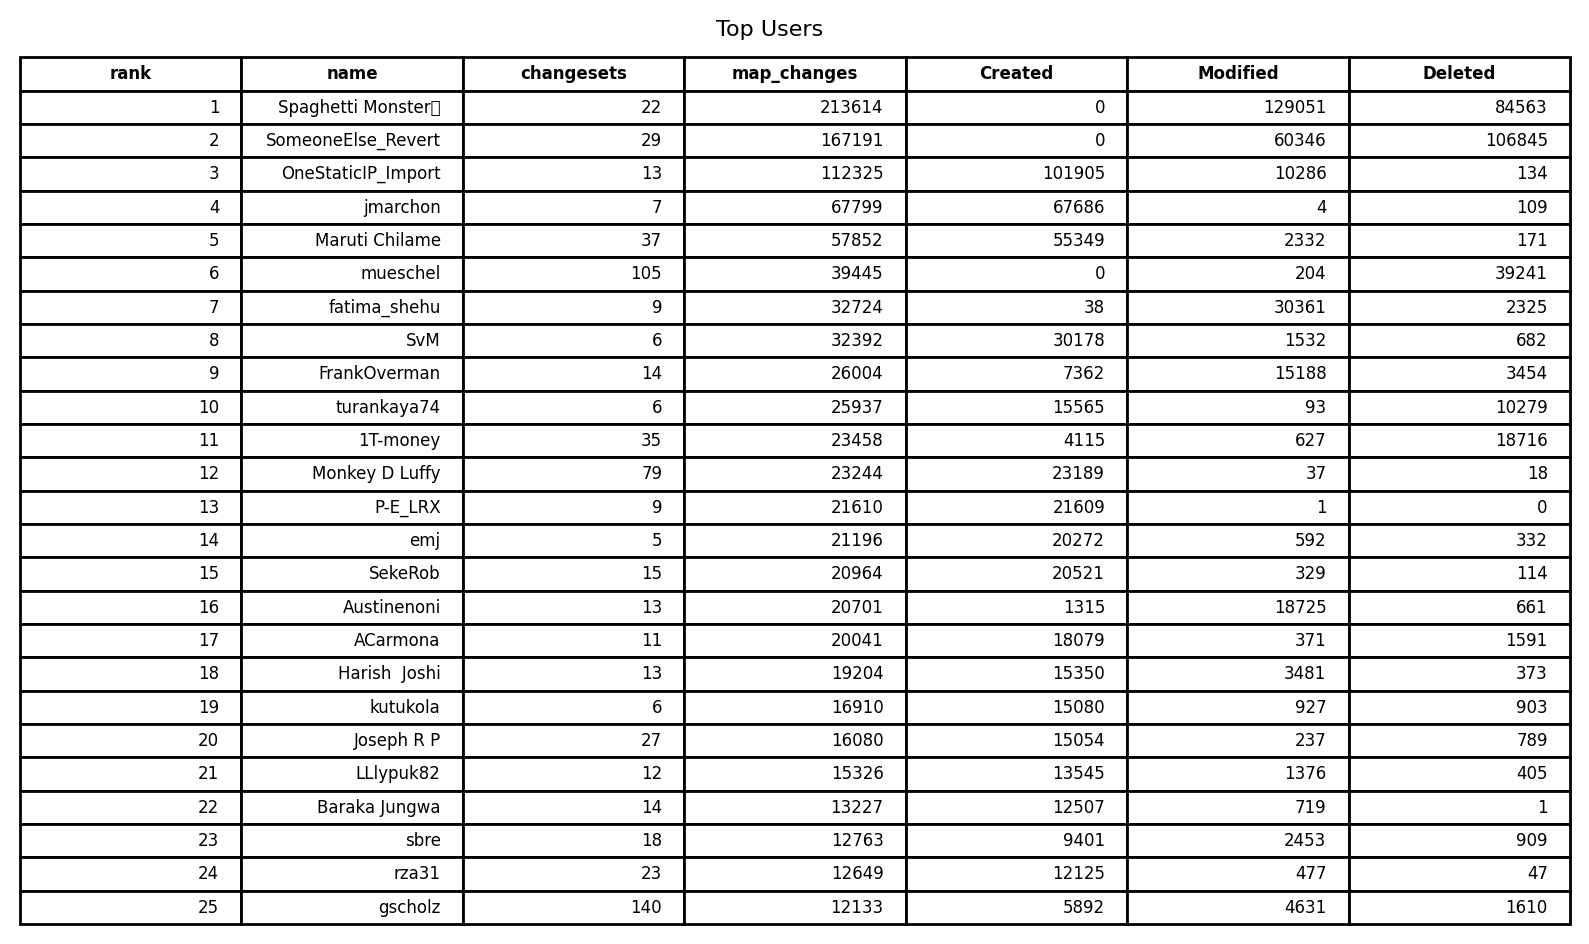 Top Users
rank name changesets map_changes Created Modified Deleted
1 Spaghetti Monster 22 213614 0 129051 84563
2 SomeoneElse_Revert 29 167191 0 60346 106845
3 OneStaticIP_Import 13 112325 101905 10286 134
4 jmarchon 7 67799 67686 4 109
5 Maruti Chilame 37 57852 55349 2332 171
6 mueschel 105 39445 0 204 39241
7 fatima_shehu 9 32724 38 30361 2325
8 SvM 6 32392 30178 1532 682
9 FrankOverman 14 26004 7362 15188 3454
10 turankaya74 6 25937 15565 93 10279
11 1T-money 35 23458 4115 627 18716
12 Monkey D Luffy 79 23244 23189 37 18
13 P-E_LRX 9 21610 21609 1 0
14 emj 5 21196 20272 592 332
15 SekeRob 15 20964 20521 329 114
16 Austinenoni 13 20701 1315 18725 661
17 ACarmona 11 20041 18079 371 1591
18 Harish  Joshi 13 19204 15350 3481 373
19 kutukola 6 16910 15080 927 903
20 Joseph R P 27 16080 15054 237 789
21 LLlypuk82 12 15326 13545 1376 405
22 Baraka Jungwa 14 13227 12507 719 1
23 sbre 18 12763 9401 2453 909
24 rza31 23 12649 12125 477 47
25 gscholz 140 12133 5892 4631 1610